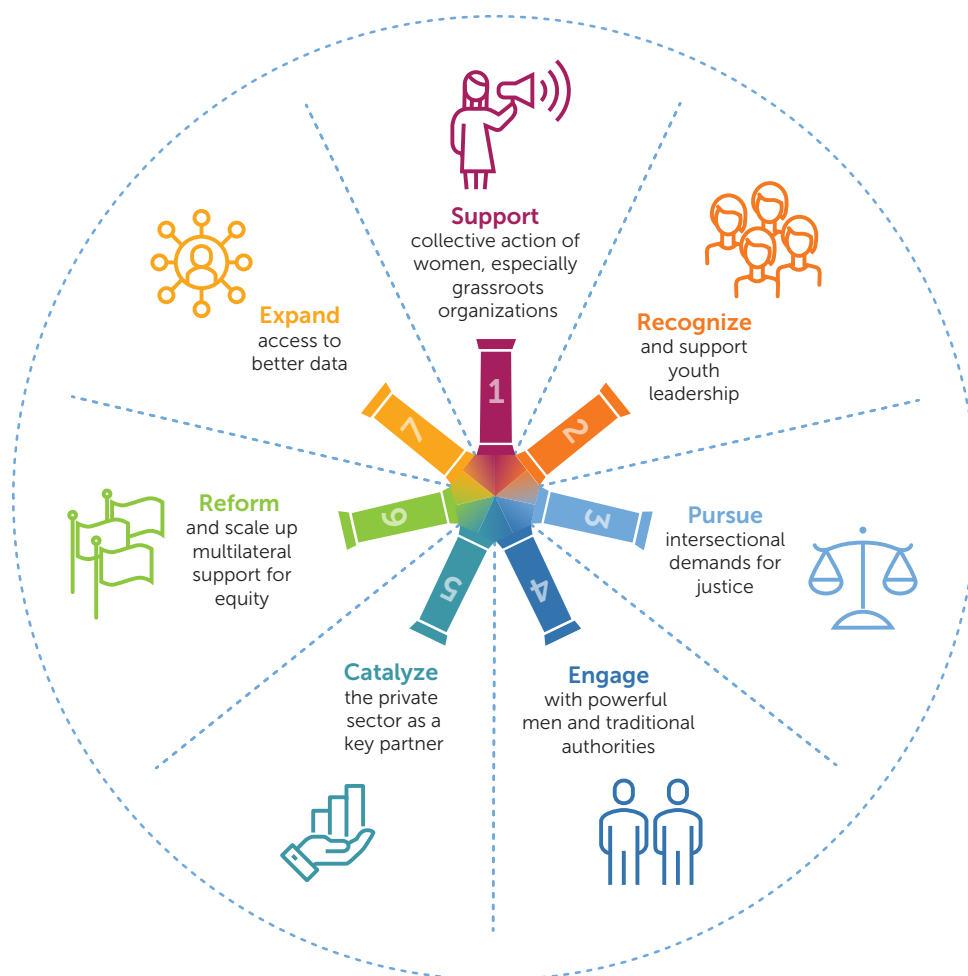 Support
collective action of
women, especially
grassroots
organizations
1
Recognize
and support
youth
leadership
2
Pursue
intersectional
demands for
justice
3
Engage
with powerful
men and traditional
authorities
4
Catalyze
the private
sector as a
key partner
5
Reform
and scale up
multilateral
support for
equity
6
Expand
access to
better data
7